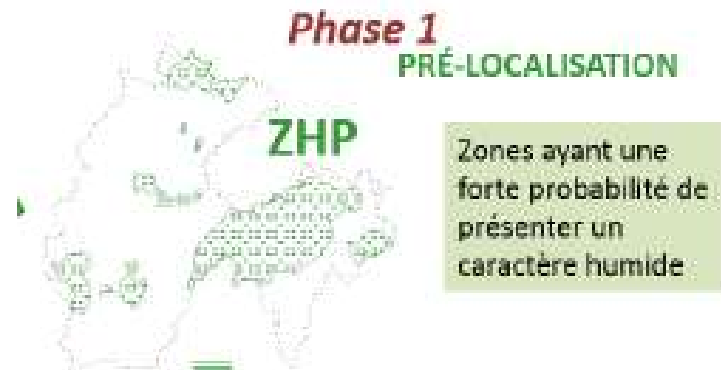 Phase 1
PRÉ-LOCALISATION
ZHP
Zones ayant une
forte probabilité de
présenter un
caractère humide